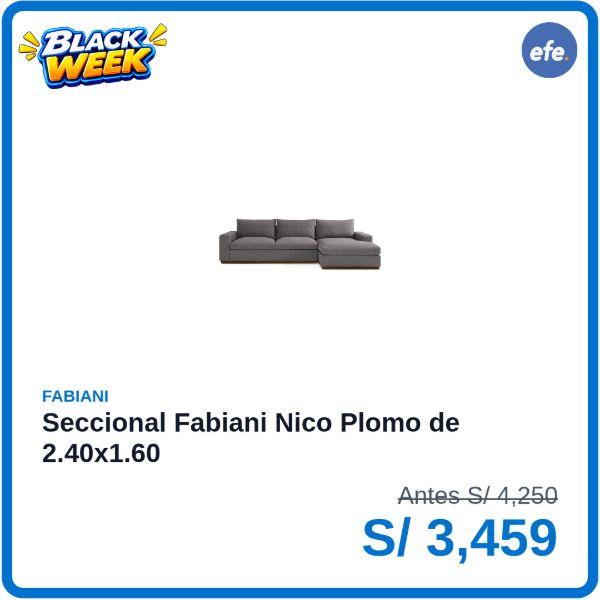 BLACK
WEEK
efe.
FABIANI
Seccional Fabiani Nico Plomo de
2.40x1.60
Antes S/ 4,250
S/ 3,459